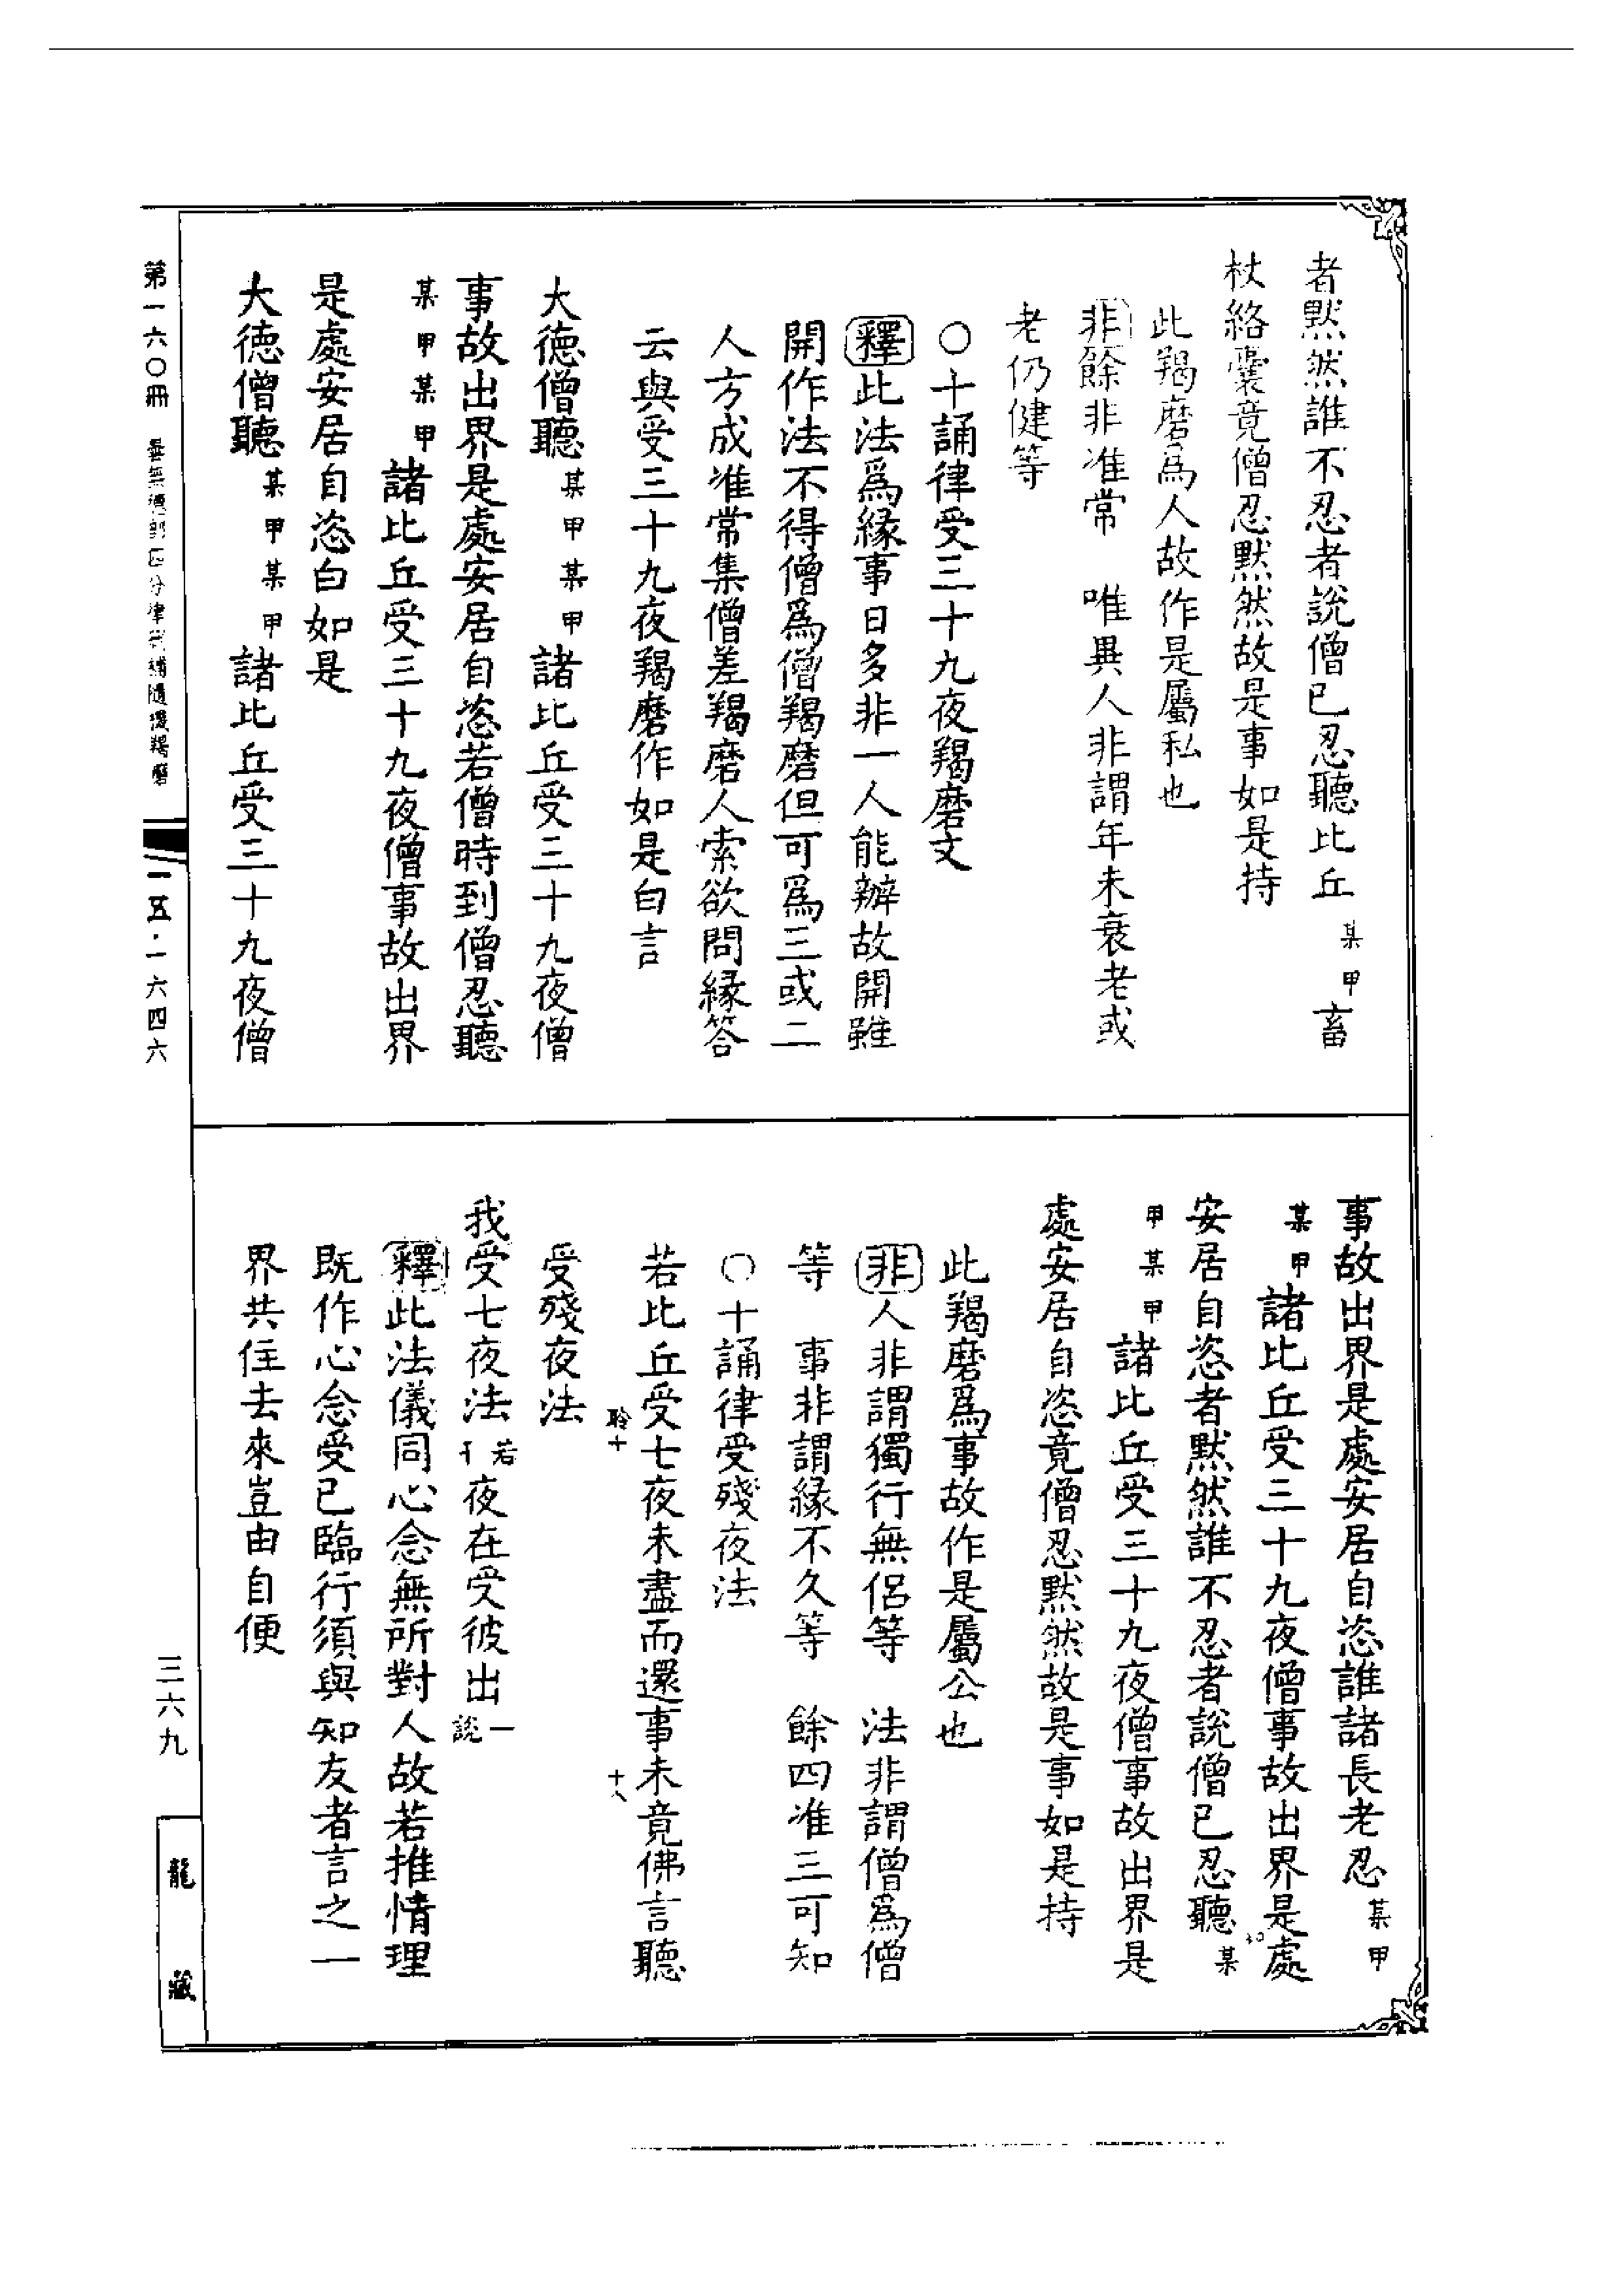 者默然誰不忍者說僧已忍聽比丘某甲畜
杖絡囊竟僧忍默然故是事如是持
此羯磨爲人故作是屬私也
非餘非准常　唯異人非謂年未衰老或
老仍健等
○十誦律受三十九夜羯磨文
釋此法爲緣事日多非一人能辦故開雖
開作法不得僧爲僧羯磨但可爲三或二
人方成准常集僧差羯磨人索欲問緣答
云與受三十九夜羯磨作如是白言
大德僧聽某甲某甲諸比丘受三十九夜僧
事故出界是處安居自恣若僧時到僧忍聽
某甲某甲諸比丘受三十九夜僧事故出界
是處安居自恣白如是
大德僧聽某甲某甲諸比丘受三十九夜僧
事故出界是處安居自恣誰諸長老忍某甲
某甲諸比丘受三十九夜僧事故出界是處
安居自恣者默然誰不忍者說僧已忍聽某
甲某甲諸比丘受三十九夜僧事故出界是
處安居自恣竟僧忍默然故是事如是持
此羯磨爲事故作是屬公也
非人非謂獨行無侶等　法非謂僧爲僧
等　事非謂緣不久等　餘四准三可知
○十誦律受殘夜法
若比丘受七夜未盡而還事未竟佛言聽
受殘夜法
我受七夜法若干夜在受彼出一說
釋此法儀同心念無所對人故若推情理
既作心念受已臨行須與知友者言之一
界共住去來豈由自便
第一六〇冊　曇無德部四分律刪補隨機羯磨
一五·一六四六
三六九
龍藏